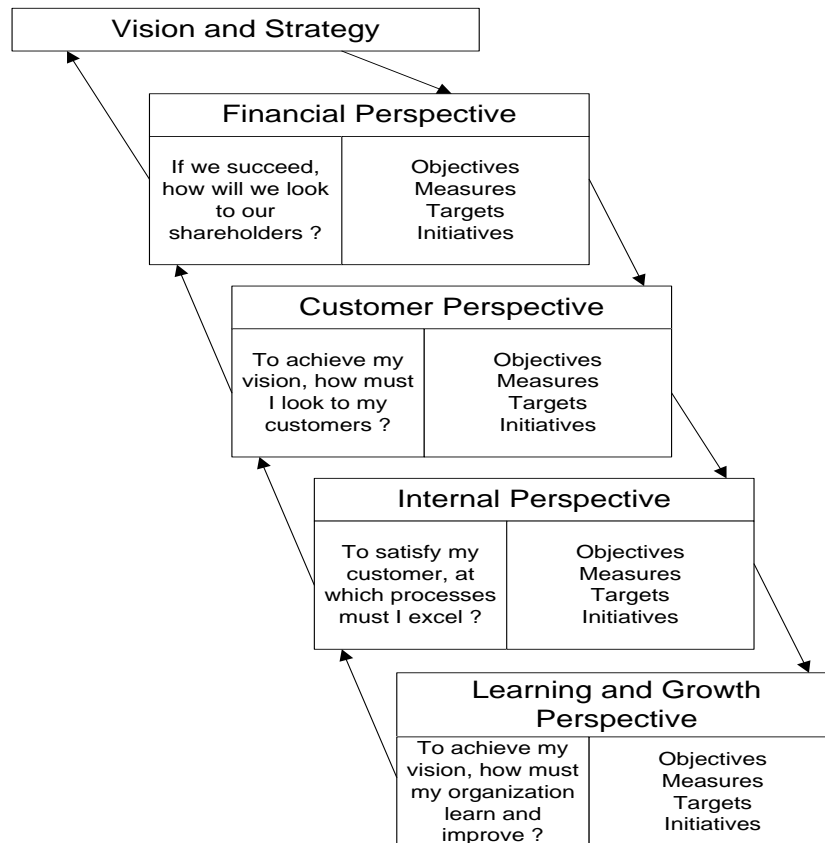 Vision and Strategy
Financial Perspective
If we succeed,
how will we look
to our
shareholders ?
Objectives
Measures
Targets
Initiatives
Customer Perspective
To achieve my
vision, how must
I look to my
customers ?
Objectives
Measures
Targets
Initiatives
Internal Perspective
To satisfy my
customer, at
which processes
must I excel ?
Objectives
Measures
Targets
Initiatives
Learning and Growth
Perspective
To achieve my
vision, how must
my organization
learn and
improve ?
Objectives
Measures
Targets
Initiatives